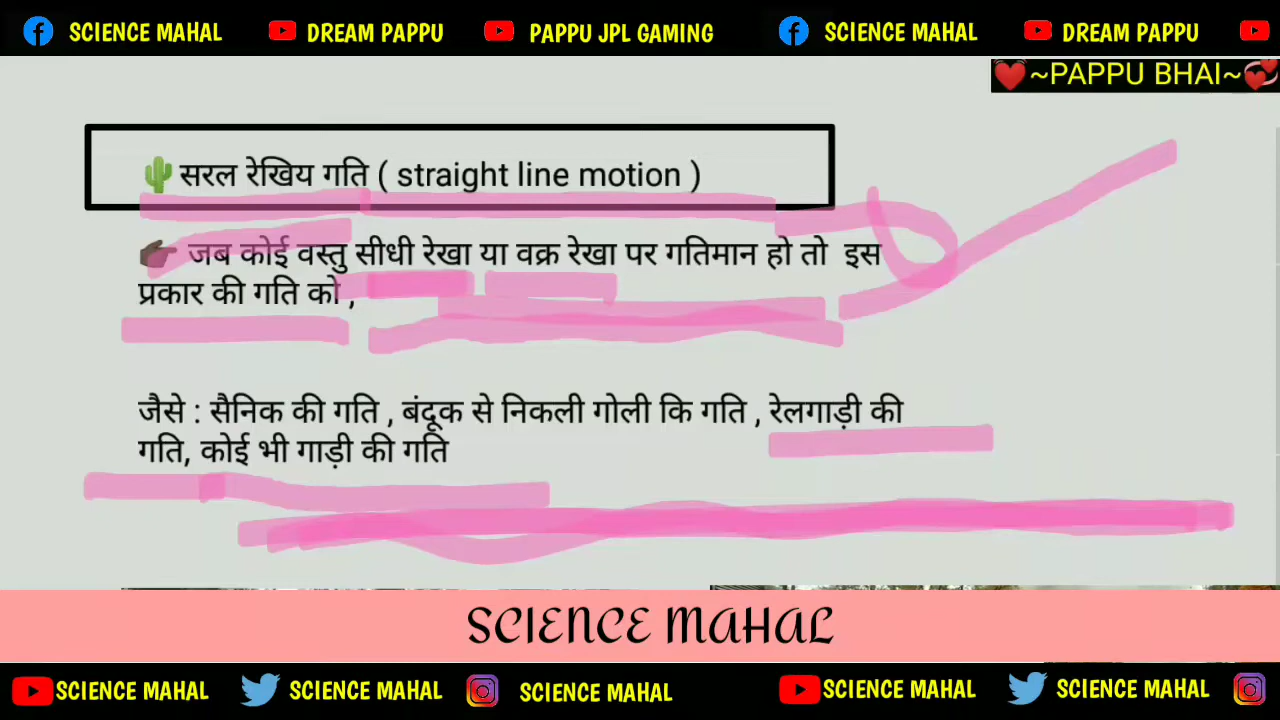 SCIENCE MAHAL DREAM PAPPU PAPPU JPL GAMING SCIENCE MAHAL DREAM PAPPU
~PAPPU BHAI~
सरल रेखिय गति ( straight line motion )
जब कोई वस्तु सीधी रेखा या वक्र रेखा पर गतिमान हो तो इस
प्रकार की गति को ,
जैसे : सैनिक की गति , बंदूक से निकली गोली कि गति , रेलगाड़ी की
गति, कोई भी गाड़ी की गति
SCIENCE MAHAL
SCIENCE MAHAL SCIENCE MAHAL SCIENCE MAHAL SCIENCE MAHAL SCIENCE MAHAL